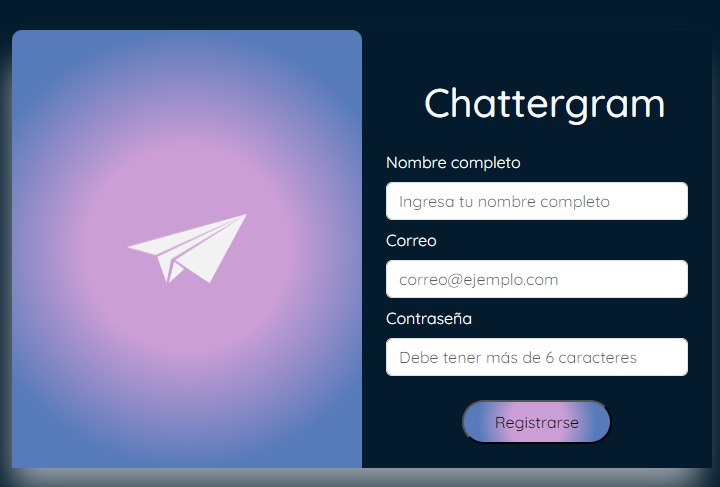 Chattergram
Nombre completo
Ingresa tu nombre completo
Correo
correo@ejemplo.com
Contraseña
Debe tener más de 6 caracteres
Registrarse